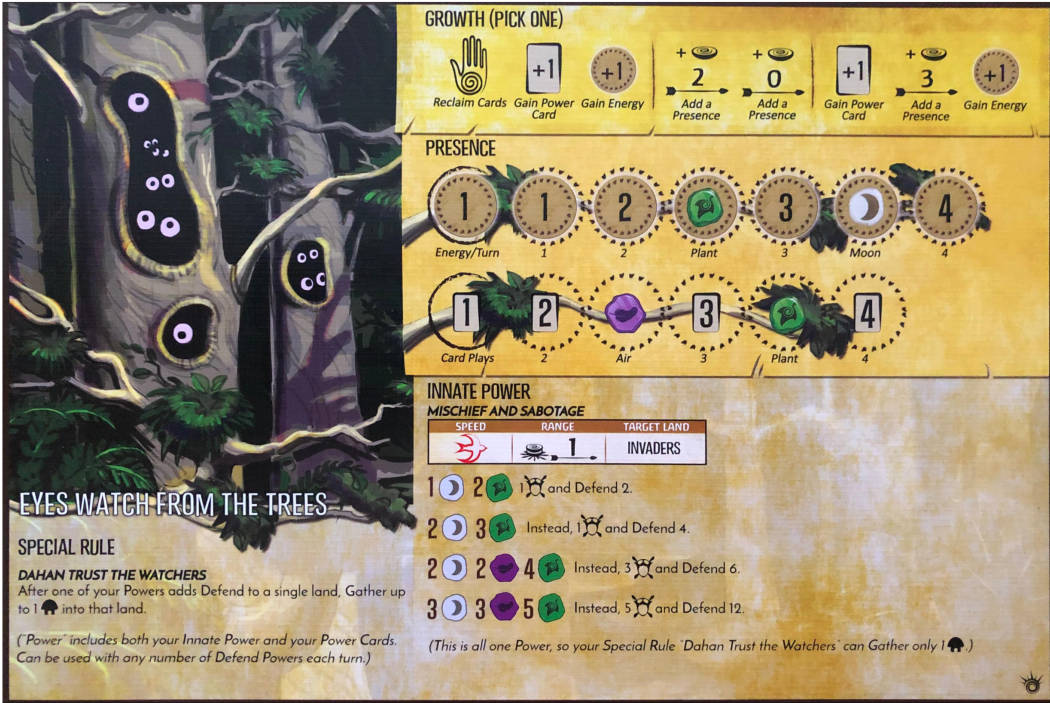 GROWTH (PICK ONE)
+1 +1 + 2 + 0 +1 + 3 +1
Reclaim Cards Gain Power Card Gain Energy Add a Presence Add a Presence Gain Power Card Add a Presence Gain Energy
PRESENCE
1 1 2 3 4
Energy/Turn 1 2 Plant 3 Moon 4
1 2 3 4
Card Plays 2 Air 3 Plant 4
INNATE POWER
MISCHIEF AND SABOTAGE
SPEED RANGE TARGET LAND
1 INVADERS
1 2 1 and Defend 2.
2 3 Instead, 1 and Defend 4.
2 2 4 Instead, 3 and Defend 6.
3 3 5 Instead, 5 and Defend 12.
(This is all one Power, so your Special Rule "Dahan Trust the Watchers" can Gather only 1.)
EYES WATCH FROM THE TREES
SPECIAL RULE
DAHAN TRUST THE WATCHERS
After one of your Powers adds Defend to a single land, Gather up
to 1 into that land.
("Power" includes both your Innate Power and your Power Cards.
Can be used with any number of Defend Powers each turn.)